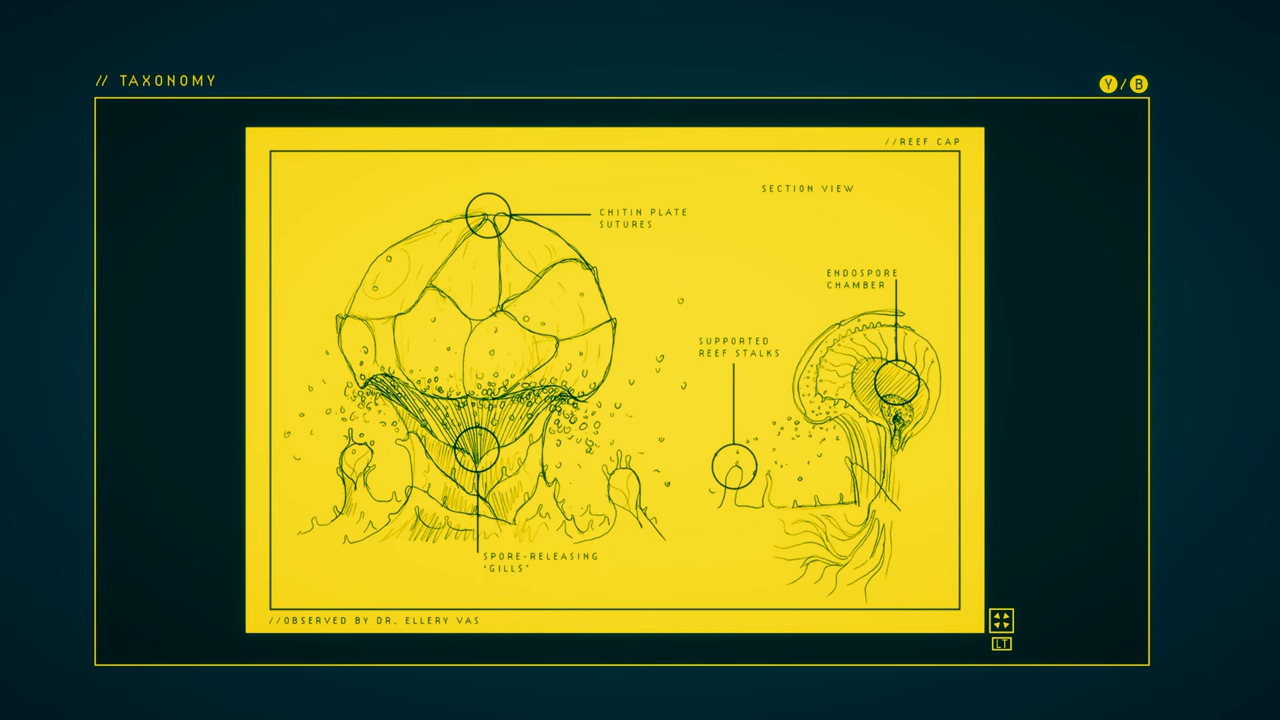 // TAXONOMY
Y / B
//REEF CAP
SECTION VIEW
CHITIN PLATE
SUTURES
ENDOSPORE
CHAMBER
SUPPORTED
REEF STALKS
SPORE-RELEASING
"GILLS"
//OBSERVED BY DR. ELLERY VAS
LT